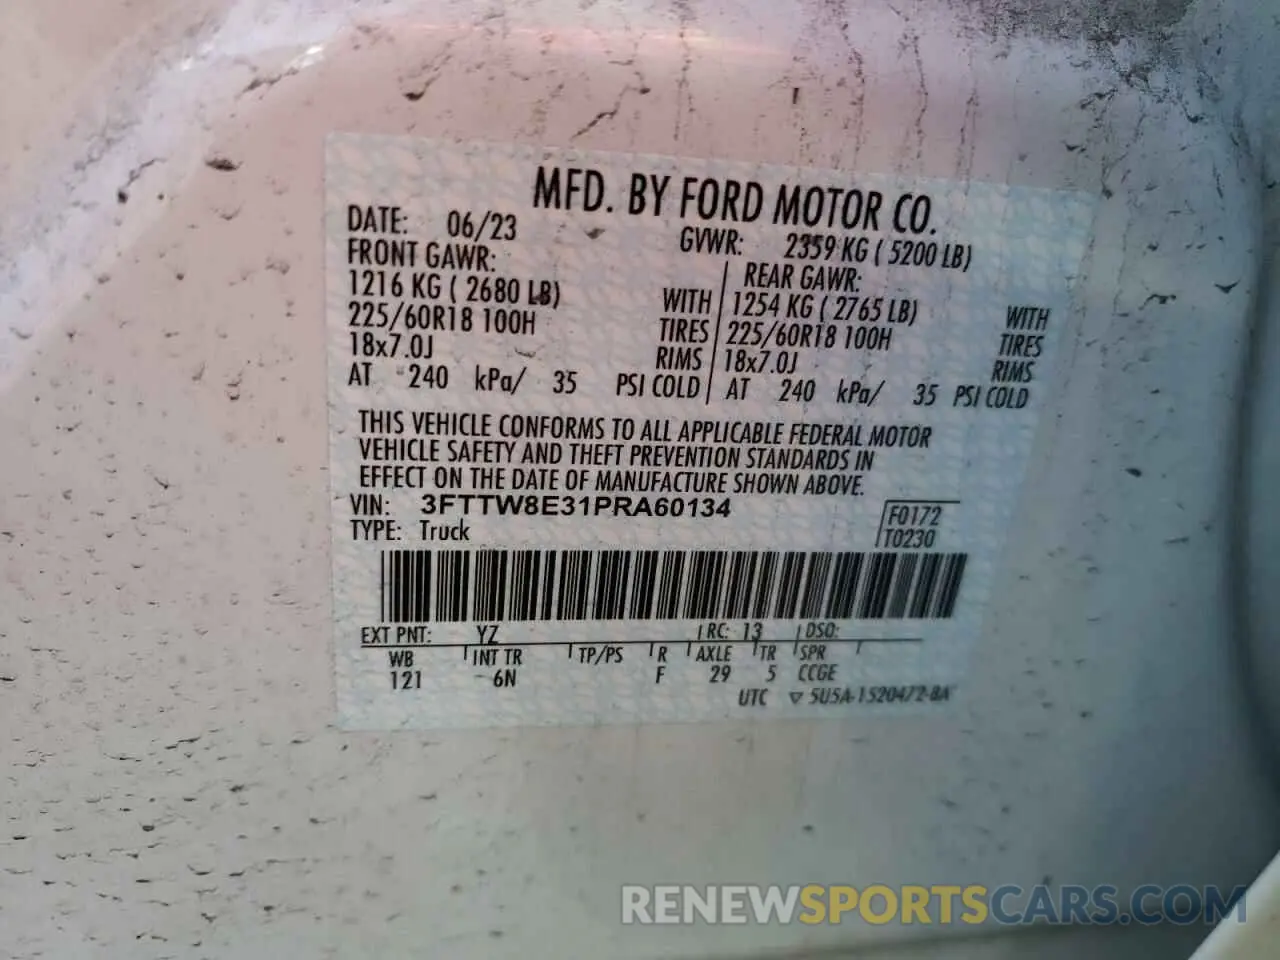 MFD. BY FORD MOTOR CO.
DATE: 06/23 GVWR: 2359 KG ( 5200 LB)
FRONT GAWR: REAR GAWR:
1216 KG ( 2680 LB) WITH 1254 KG ( 2765 LB) WITH
225/60R18 100H TIRES 225/60R18 100H TIRES
18x7.0J RIMS 18x7.0J RIMS
AT 240 kPa/ 35 PSI COLD AT 240 kPa/ 35 PSI COLD
THIS VEHICLE CONFORMS TO ALL APPLICABLE FEDERAL MOTOR
VEHICLE SAFETY AND THEFT PREVENTION STANDARDS IN
EFFECT ON THE DATE OF MANUFACTURE SHOWN ABOVE.
VIN: 3FTTW8E31PRA60134 F0172
TYPE: Truck T0230
EXT PNT: YZ RC: 13 DSO:
WB INT TR TP/PS R AXLE TR SPR
121 6N F 29 5 CCGE
UTC ▽ 5U5A-1520472-BA
RENEWSPORTSCARS.COM